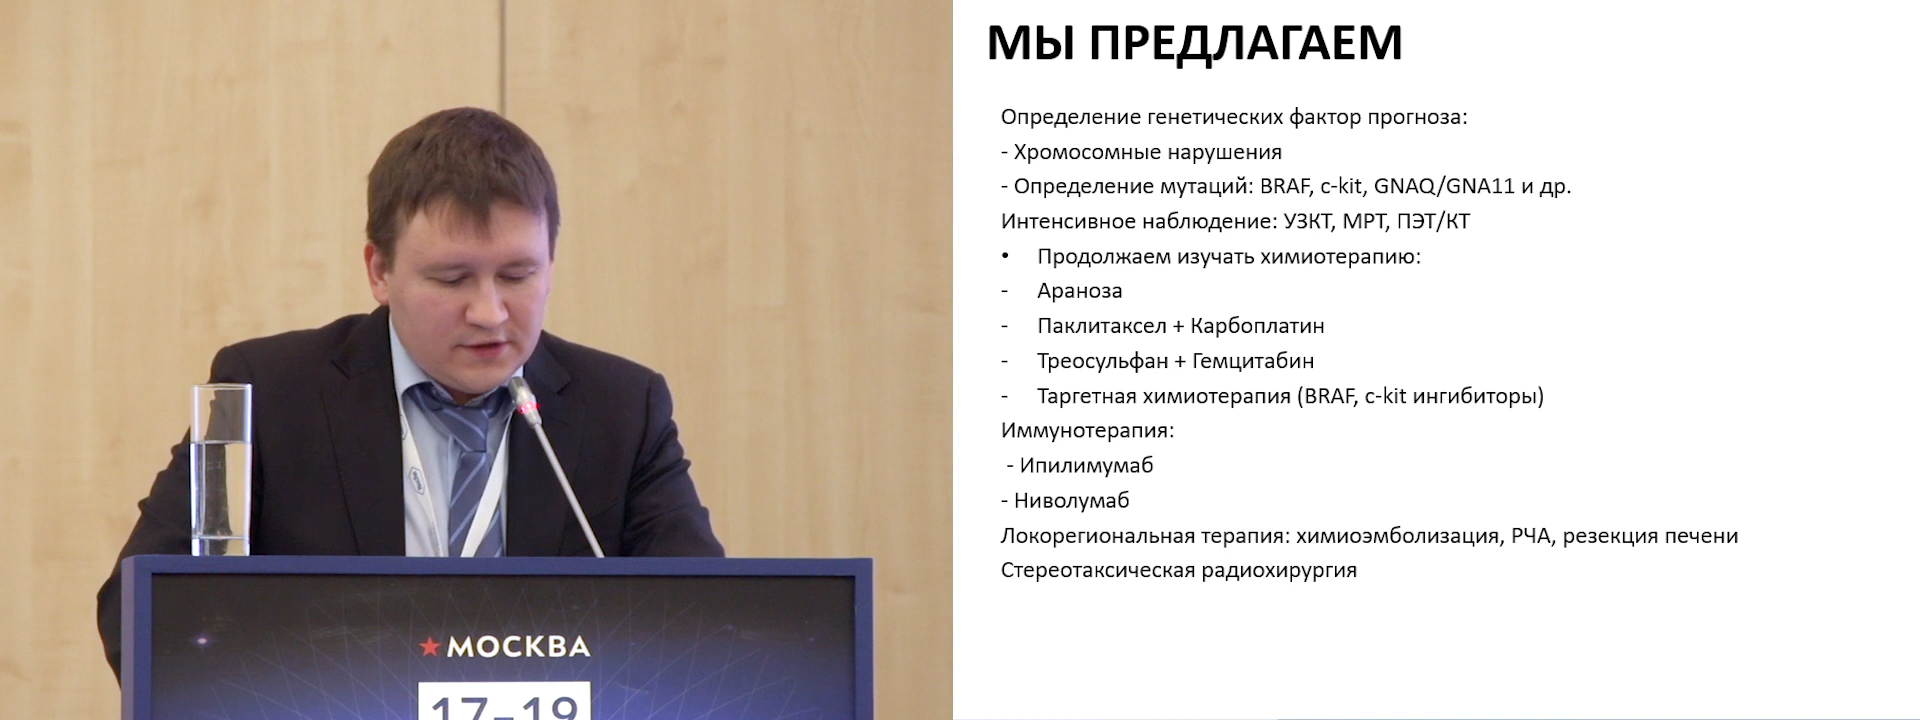 МЫ ПРЕДЛАГАЕМ
Определение генетических фактор прогноза:
- Хромосомные нарушения
- Определение мутаций: BRAF, c-kit, GNAQ/GNA11 и др.
Интенсивное наблюдение: УЗКТ, МРТ, ПЭТ/КТ
• Продолжаем изучать химиотерапию:
- Араноза
- Паклитаксел + Карбоплатин
- Треосульфан + Гемцитабин
- Таргетная химиотерапия (BRAF, c-kit ингибиторы)
Иммунотерапия:
- Ипилимумаб
- Ниволумаб
Локорегиональная терапия: химиоэмболизация, РЧА, резекция печени
Стереотаксическая радиохирургия
МОСКВА
17-19